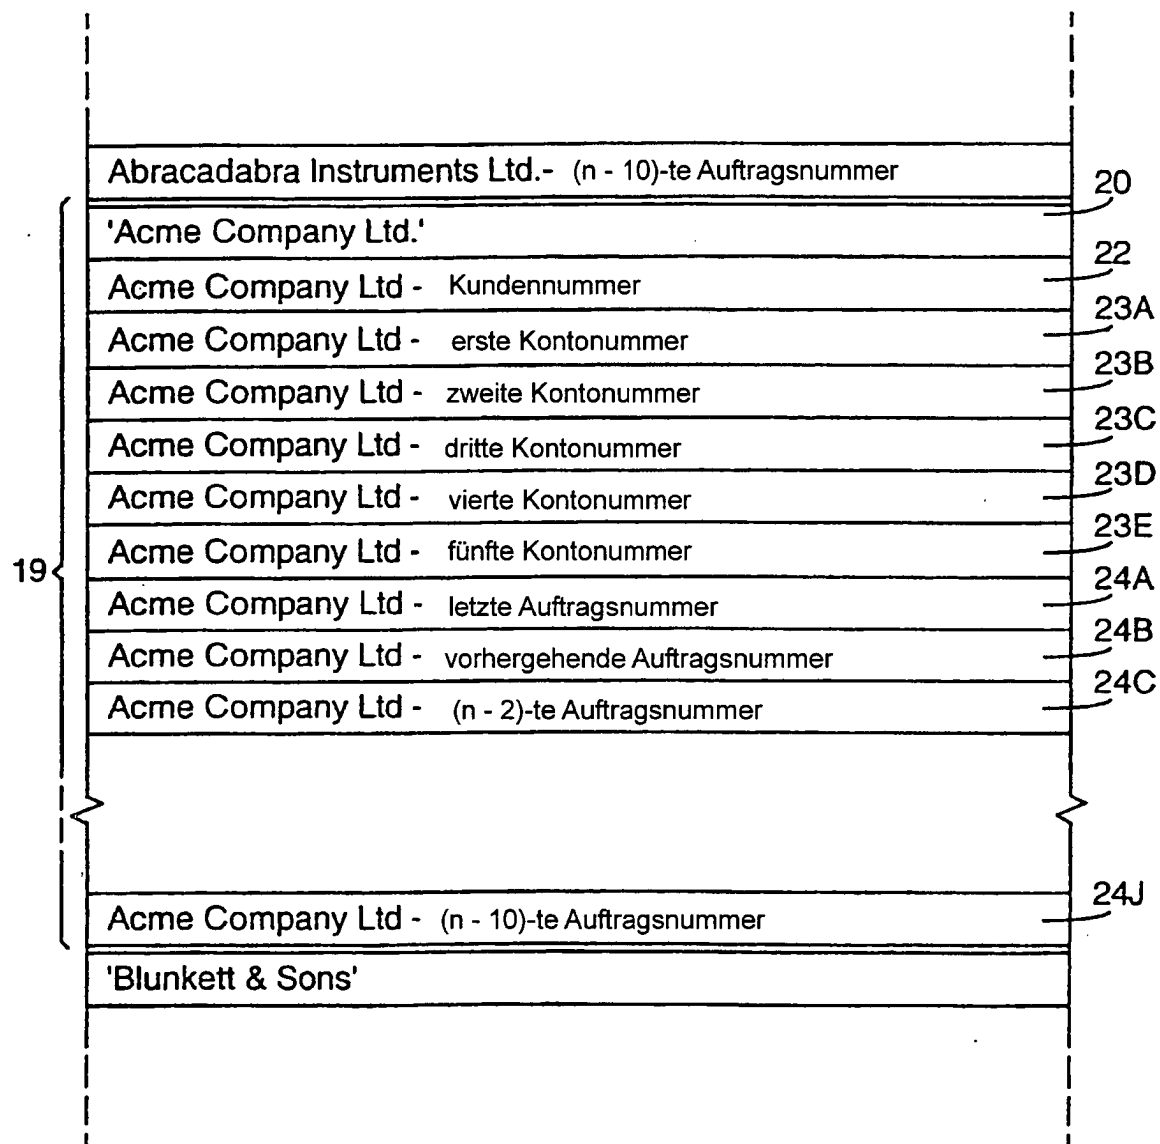 Abracadabra Instruments Ltd.- (n - 10)-te Auftragsnummer
20
'Acme Company Ltd.'
22
Acme Company Ltd - Kundennummer
23A
Acme Company Ltd - erste Kontonummer
23B
Acme Company Ltd - zweite Kontonummer
23C
Acme Company Ltd - dritte Kontonummer
23D
Acme Company Ltd - vierte Kontonummer
23E
Acme Company Ltd - fünfte Kontonummer
19
24A
Acme Company Ltd - letzte Auftragsnummer
24B
Acme Company Ltd - vorhergehende Auftragsnummer
24C
Acme Company Ltd - (n - 2)-te Auftragsnummer
24J
Acme Company Ltd - (n - 10)-te Auftragsnummer
'Blunkett & Sons'